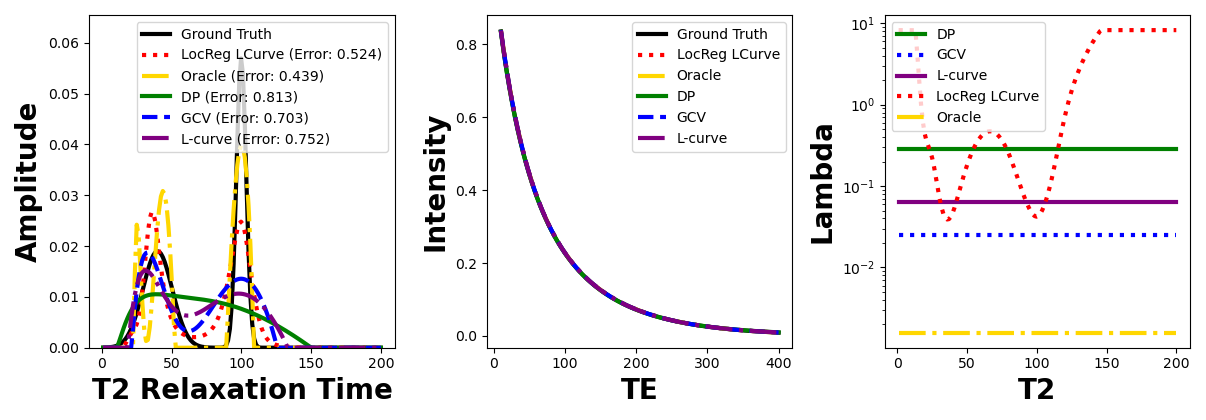 Amplitude
0.06
0.05
0.04
0.03
0.02
0.01
0.00
Ground Truth
LocReg LCurve (Error: 0.524)
Oracle (Error: 0.439)
DP (Error: 0.813)
GCV (Error: 0.703)
L-curve (Error: 0.752)
0 50 100 150 200
T2 Relaxation Time
Intensity
0.8
0.6
0.4
0.2
0.0
Ground Truth
LocReg LCurve
Oracle
DP
GCV
L-curve
0 100 200 300 400
TE
Lambda
10¹
10⁰
10⁻¹
10⁻²
DP
GCV
L-curve
LocReg LCurve
Oracle
0 50 100 150 200
T2